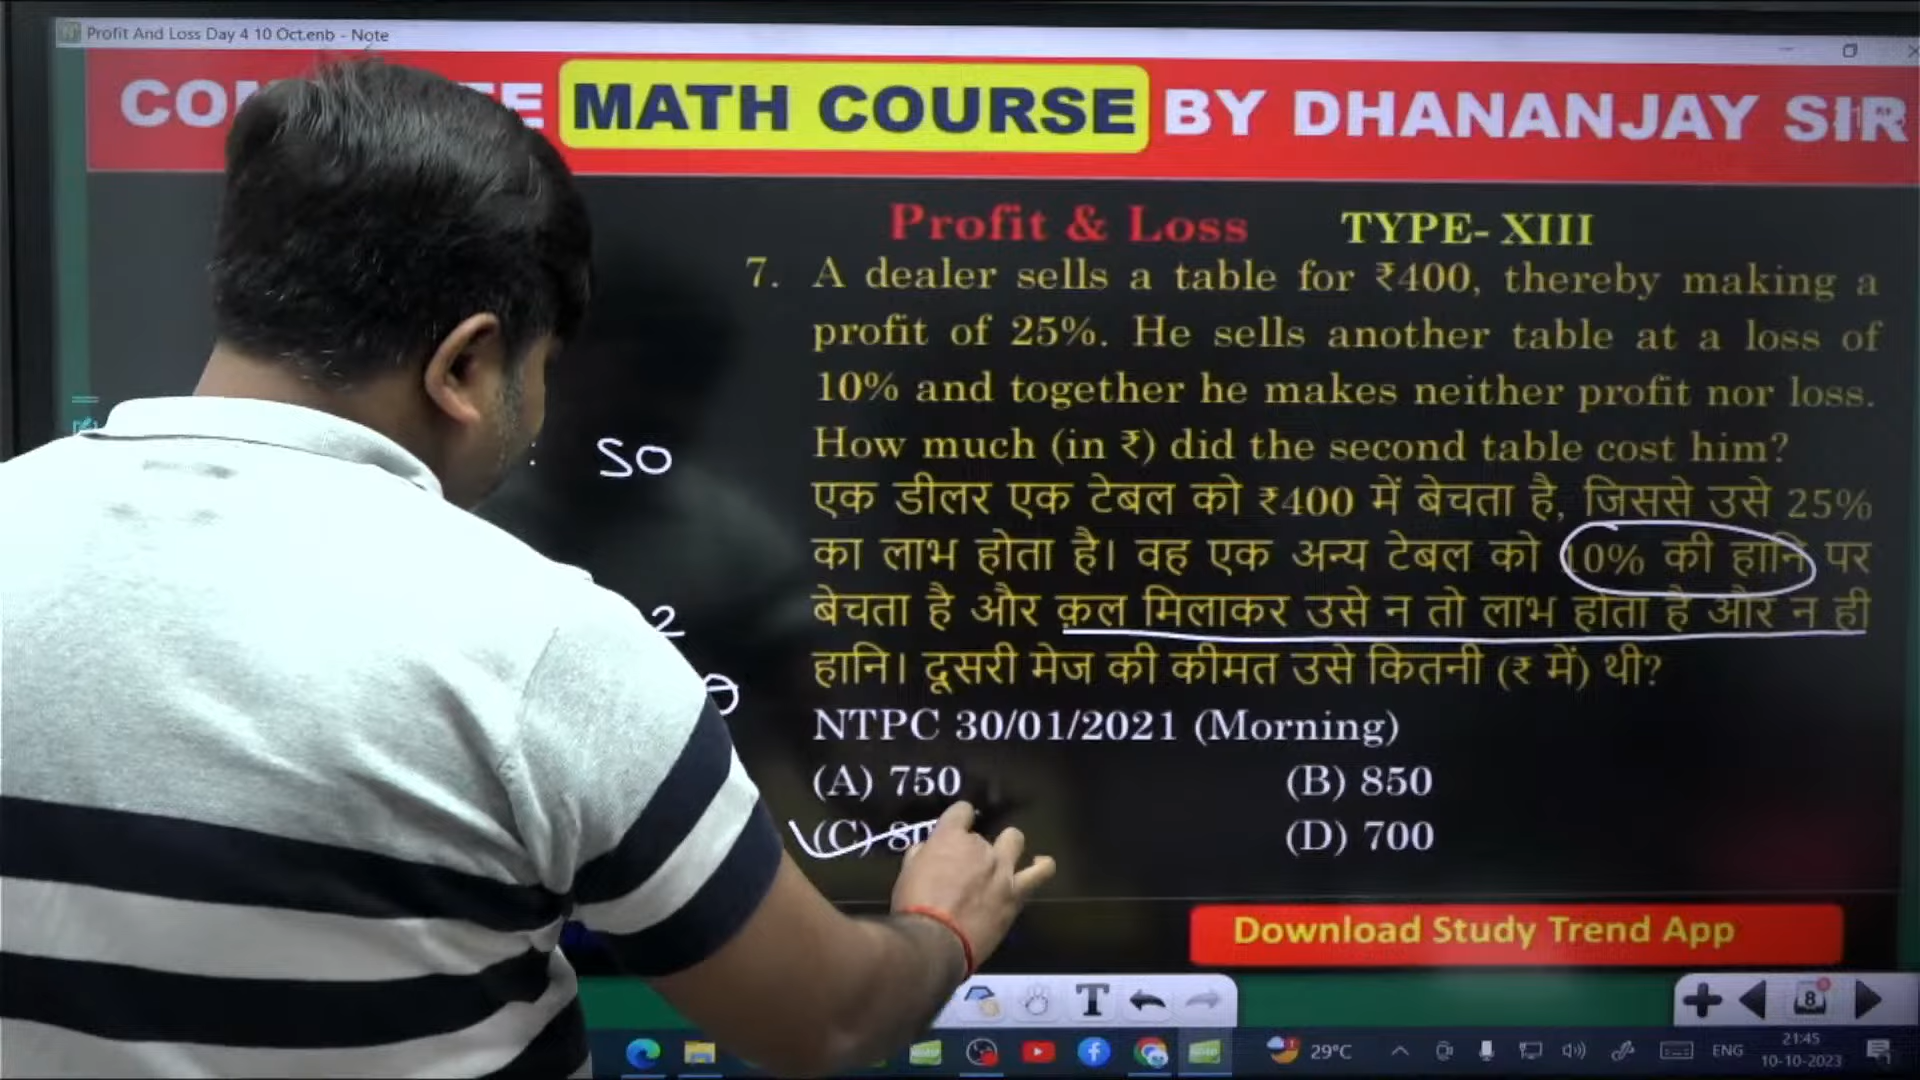 Profit And Loss Day 4 10 Oct.enb - Note
MATH COURSE BY DHANANJAY SIR
Profit & Loss TYPE- XIII
7. A dealer sells a table for ₹400, thereby making a
profit of 25%. He sells another table at a loss of
10% and together he makes neither profit nor loss.
How much (in ₹) did the second table cost him?
एक डीलर एक टेबल को ₹400 में बेचता है, जिससे उसे 25%
का लाभ होता है। वह एक अन्य टेबल को 10% की हानि पर
बेचता है और कुल मिलाकर उसे न तो लाभ होता है और न ही
हानि। दूसरी मेज की कीमत उसे कितनी (₹ में) थी?
NTPC 30/01/2021 (Morning)
(A) 750 (B) 850
(C) (D) 700
50
2
Download Study Trend App
T
8
29°C ENG 21:45
10-10-2023